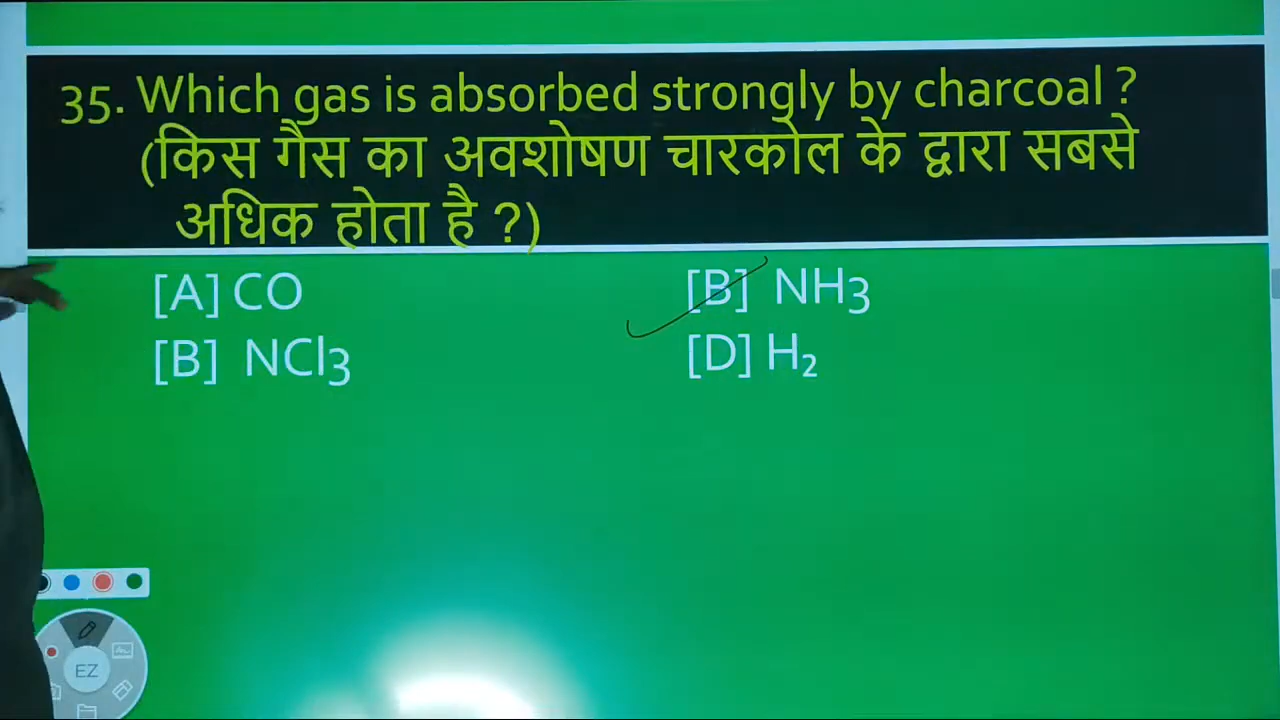 35. Which gas is absorbed strongly by charcoal ?
(किस गैस का अवशोषण चारकोल के द्वारा सबसे
अधिक होता है ?)
[A] CO [B] NH3
[B] NCl3 [D] H₂
EZ